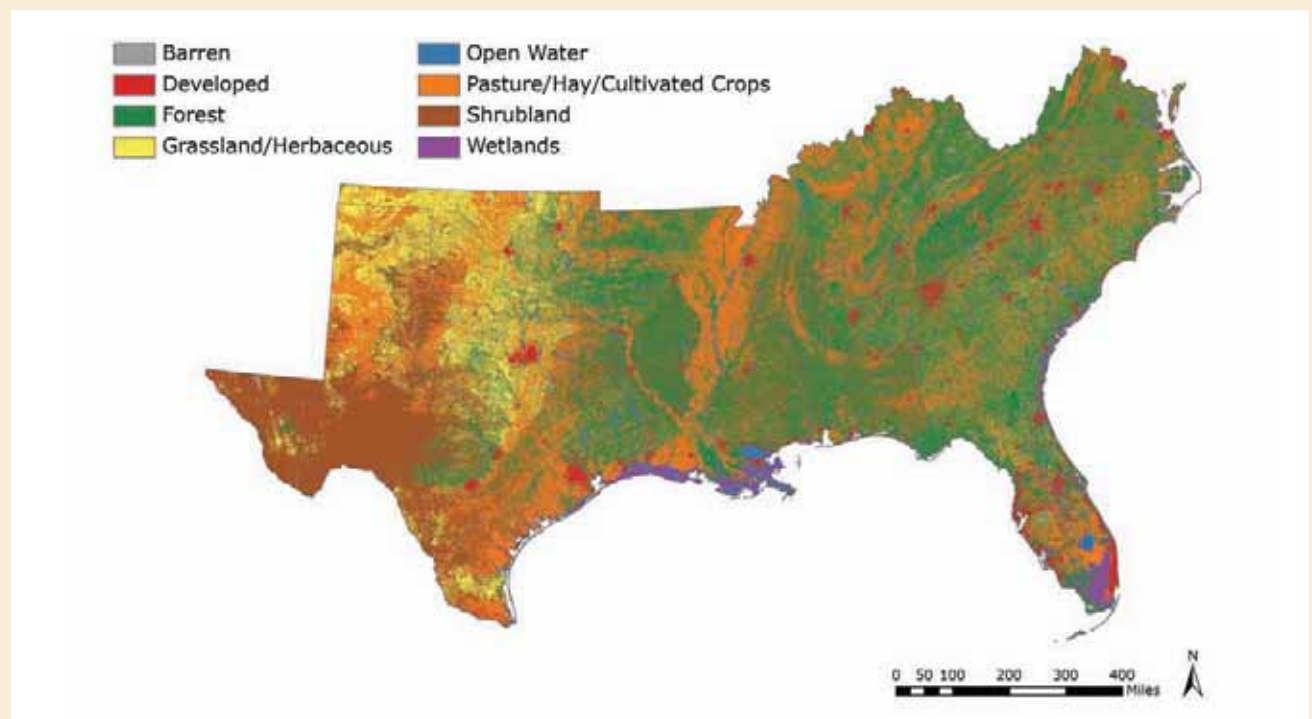 Barren
Developed
Forest
Grassland/Herbaceous
Open Water
Pasture/Hay/Cultivated Crops
Shrubland
Wetlands
N
0 50 100 200 300 400
Miles